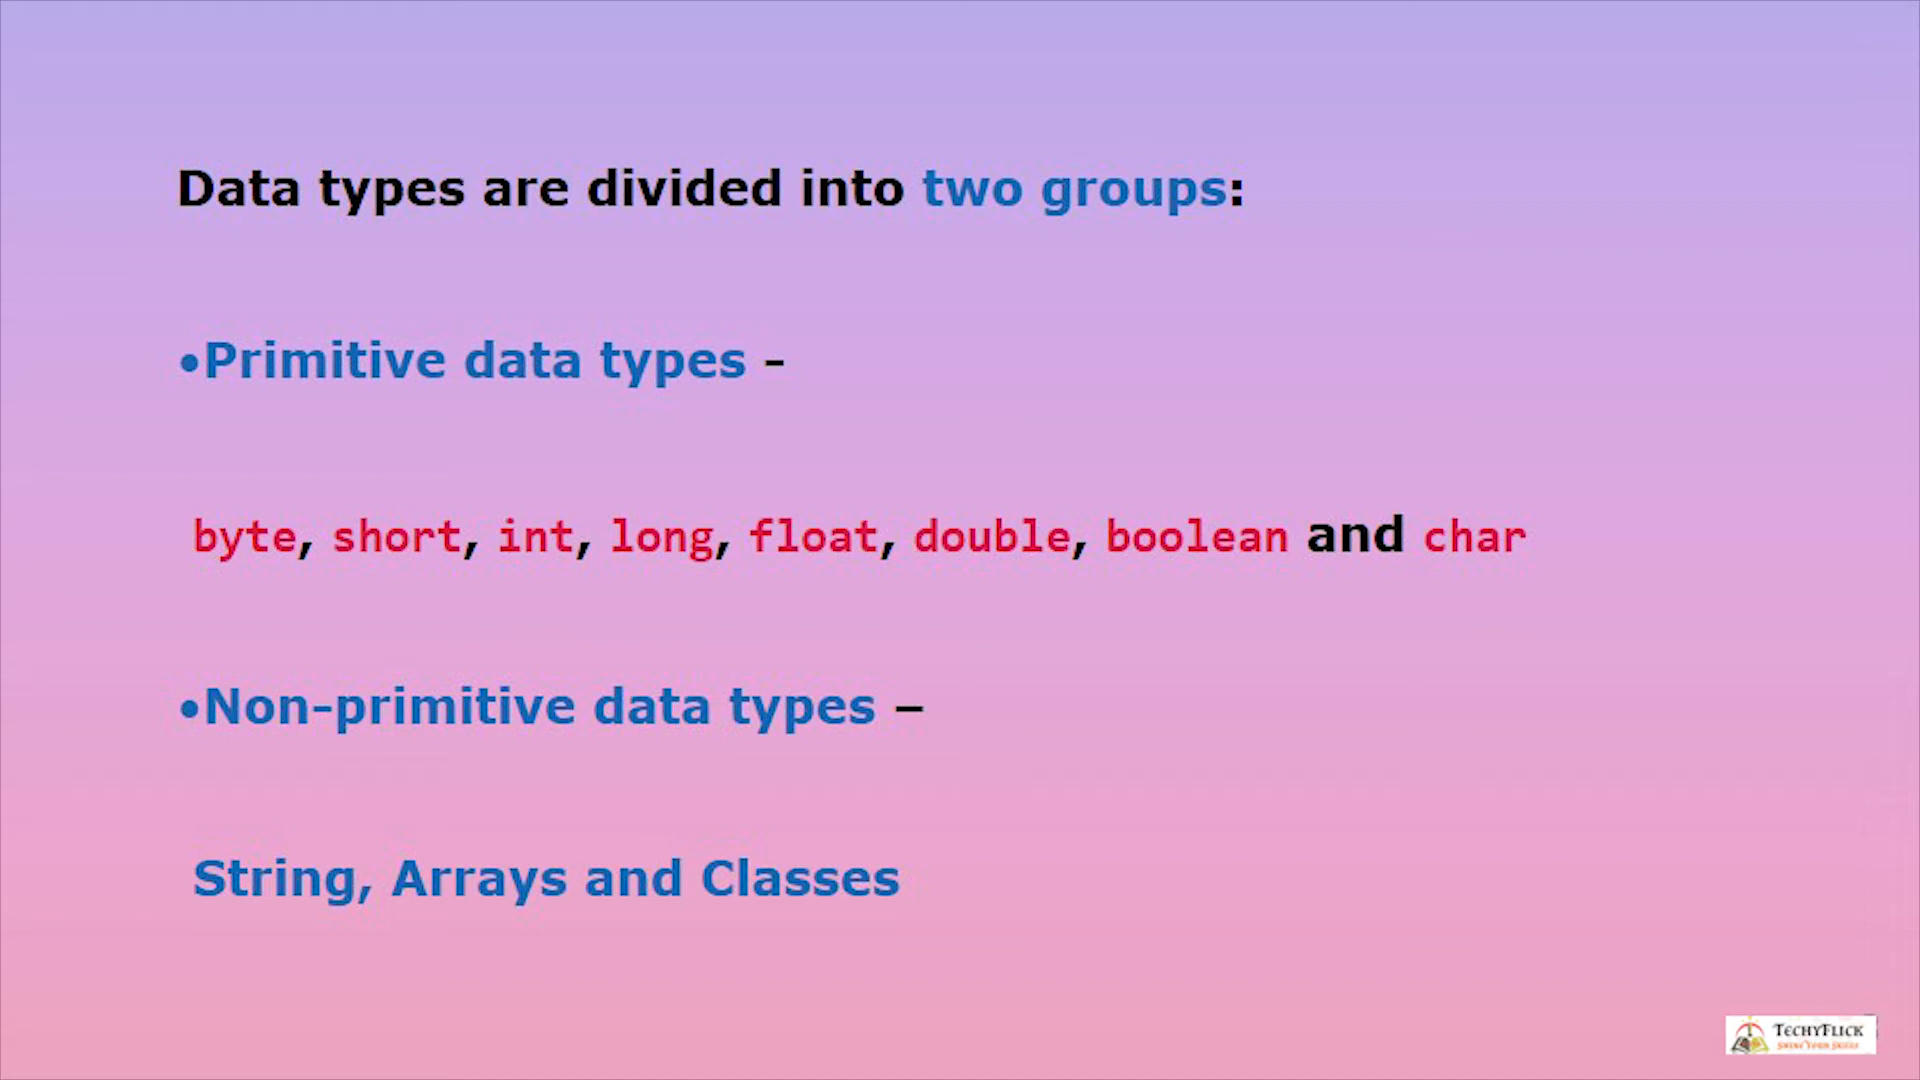 Data types are divided into two groups:
•Primitive data types -
byte, short, int, long, float, double, boolean and char
•Non-primitive data types –
String, Arrays and Classes
TECHYFLICK